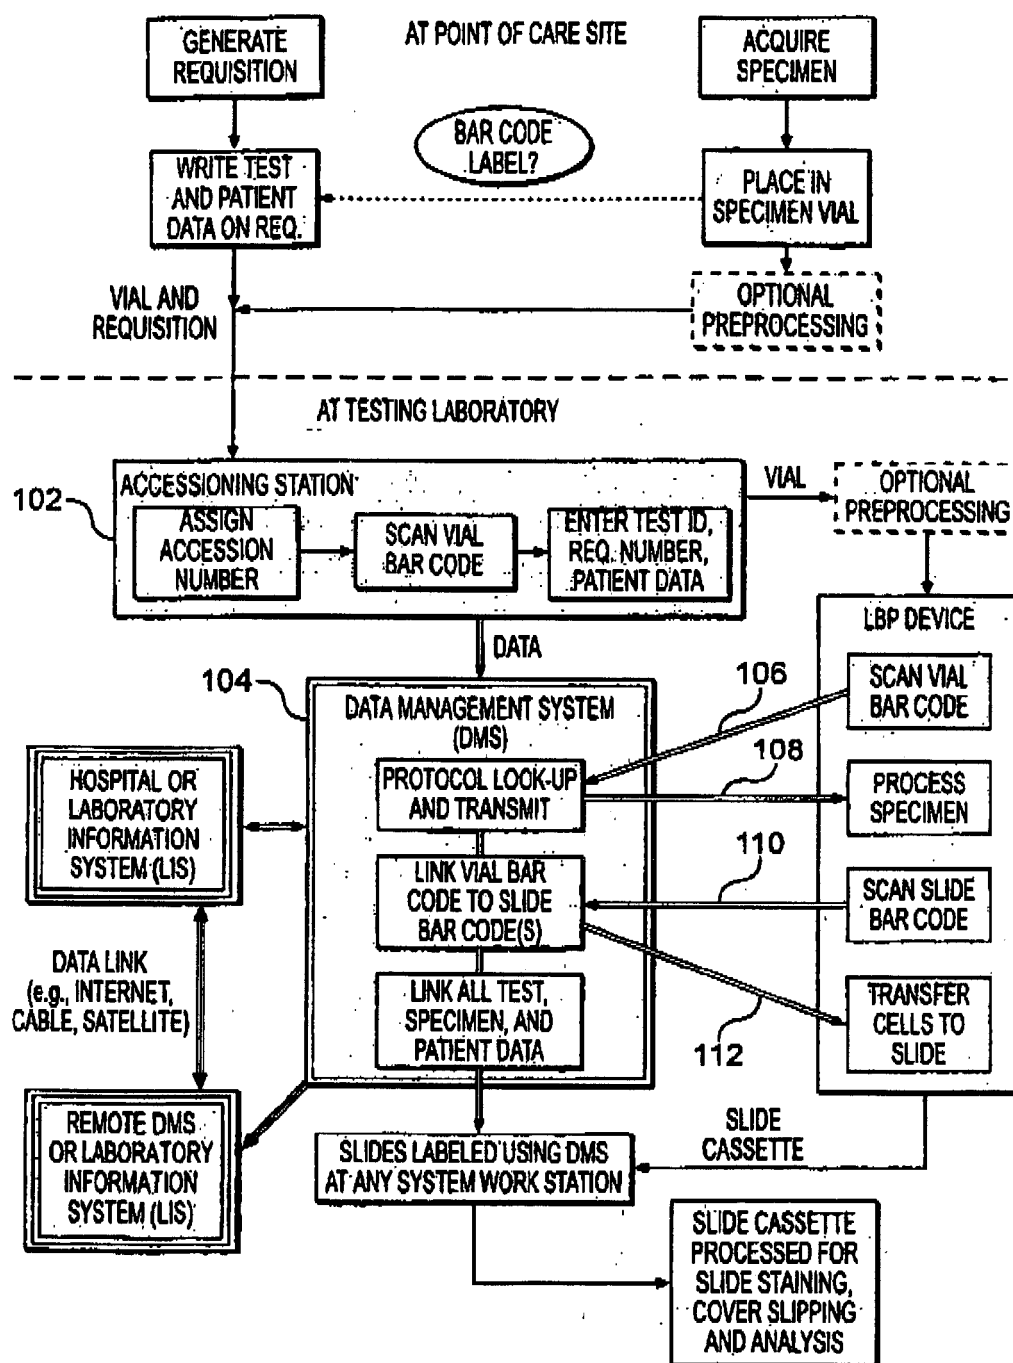 GENERATE
REQUISITION
AT POINT OF CARE SITE
ACQUIRE
SPECIMEN
BAR CODE
LABEL?
WRITE TEST
AND PATIENT
DATA ON REQ.
PLACE IN
SPECIMEN VIAL
VIAL AND
REQUISITION
OPTIONAL
PREPROCESSING
AT TESTING LABORATORY
102
ACCESSIONING STATION
ASSIGN
ACCESSION
NUMBER
SCAN VIAL
BAR CODE
ENTER TEST ID,
REQ. NUMBER,
PATIENT DATA
VIAL
OPTIONAL
PREPROCESSING
DATA
LBP DEVICE
104
DATA MANAGEMENT SYSTEM
(DMS)
106
SCAN VIAL
BAR CODE
PROTOCOL LOOK-UP
AND TRANSMIT
108
PROCESS
SPECIMEN
HOSPITAL OR
LABORATORY
INFORMATION
SYSTEM (LIS)
LINK VIAL BAR
CODE TO SLIDE
BAR CODE(S)
110
SCAN SLIDE
BAR CODE
DATA LINK
(e.g., INTERNET,
CABLE, SATELLITE)
LINK ALL TEST,
SPECIMEN, AND
PATIENT DATA
112
TRANSFER
CELLS TO
SLIDE
REMOTE DMS
OR LABORATORY
INFORMATION
SYSTEM (LIS)
SLIDES LABELED USING DMS
AT ANY SYSTEM WORK STATION
SLIDE
CASSETTE
SLIDE CASSETTE
PROCESSED FOR
SLIDE STAINING,
COVER SLIPPING
AND ANALYSIS